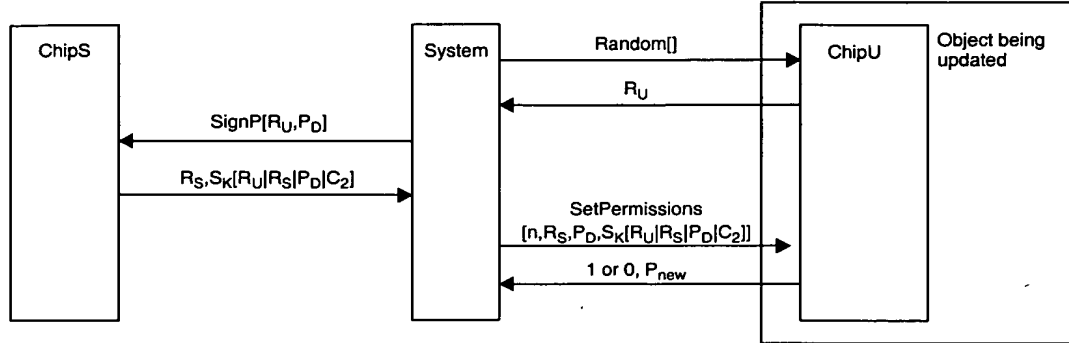 ChipS
System
Random[]
ChipU
Object being
updated
R_U
SignP[R_U,P_D]
R_S,S_K[R_U|R_S|P_D|C_2]
SetPermissions
[n,R_S,P_D,S_K[R_U|R_S|P_D|C_2]]
1 or 0, P_new